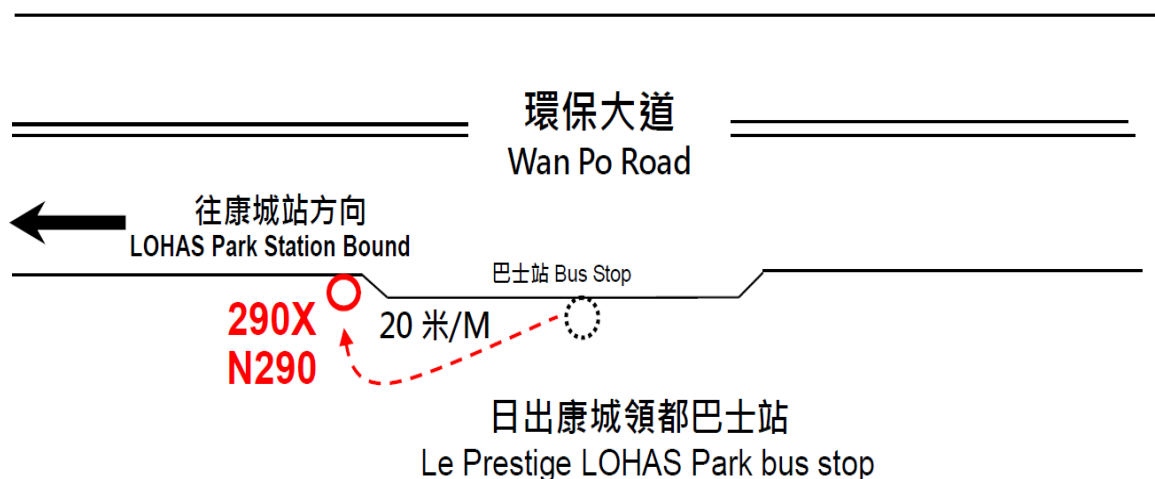 環保大道
Wan Po Road
往康城站方向
LOHAS Park Station Bound
巴士站 Bus Stop
290X
N290
20 米/M
日出康城領都巴士站
Le Prestige LOHAS Park bus stop